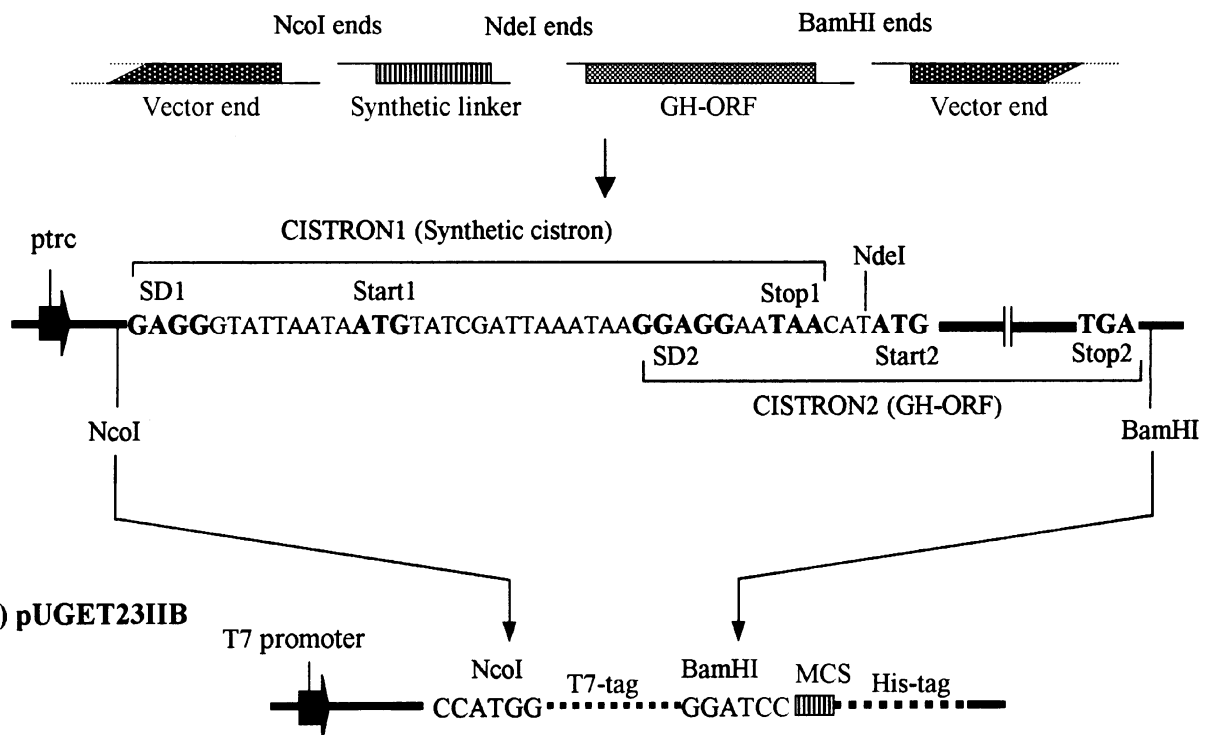 NcoI ends NdeI ends BamHI ends
Vector end Synthetic linker GH-ORF Vector end
CISTRON1 (Synthetic cistron)
ptrc
NdeI
SD1 Start1 Stop1
GAGGGTATTAATAATGTATCGATTAAATAAGGAGGAATAACATATG TGA
SD2 Start2 Stop2
CISTRON2 (GH-ORF)
NcoI BamHI
) pUGET23IIB
T7 promoter
NcoI T7-tag BamHI MCS His-tag
CCATGG GGATCC